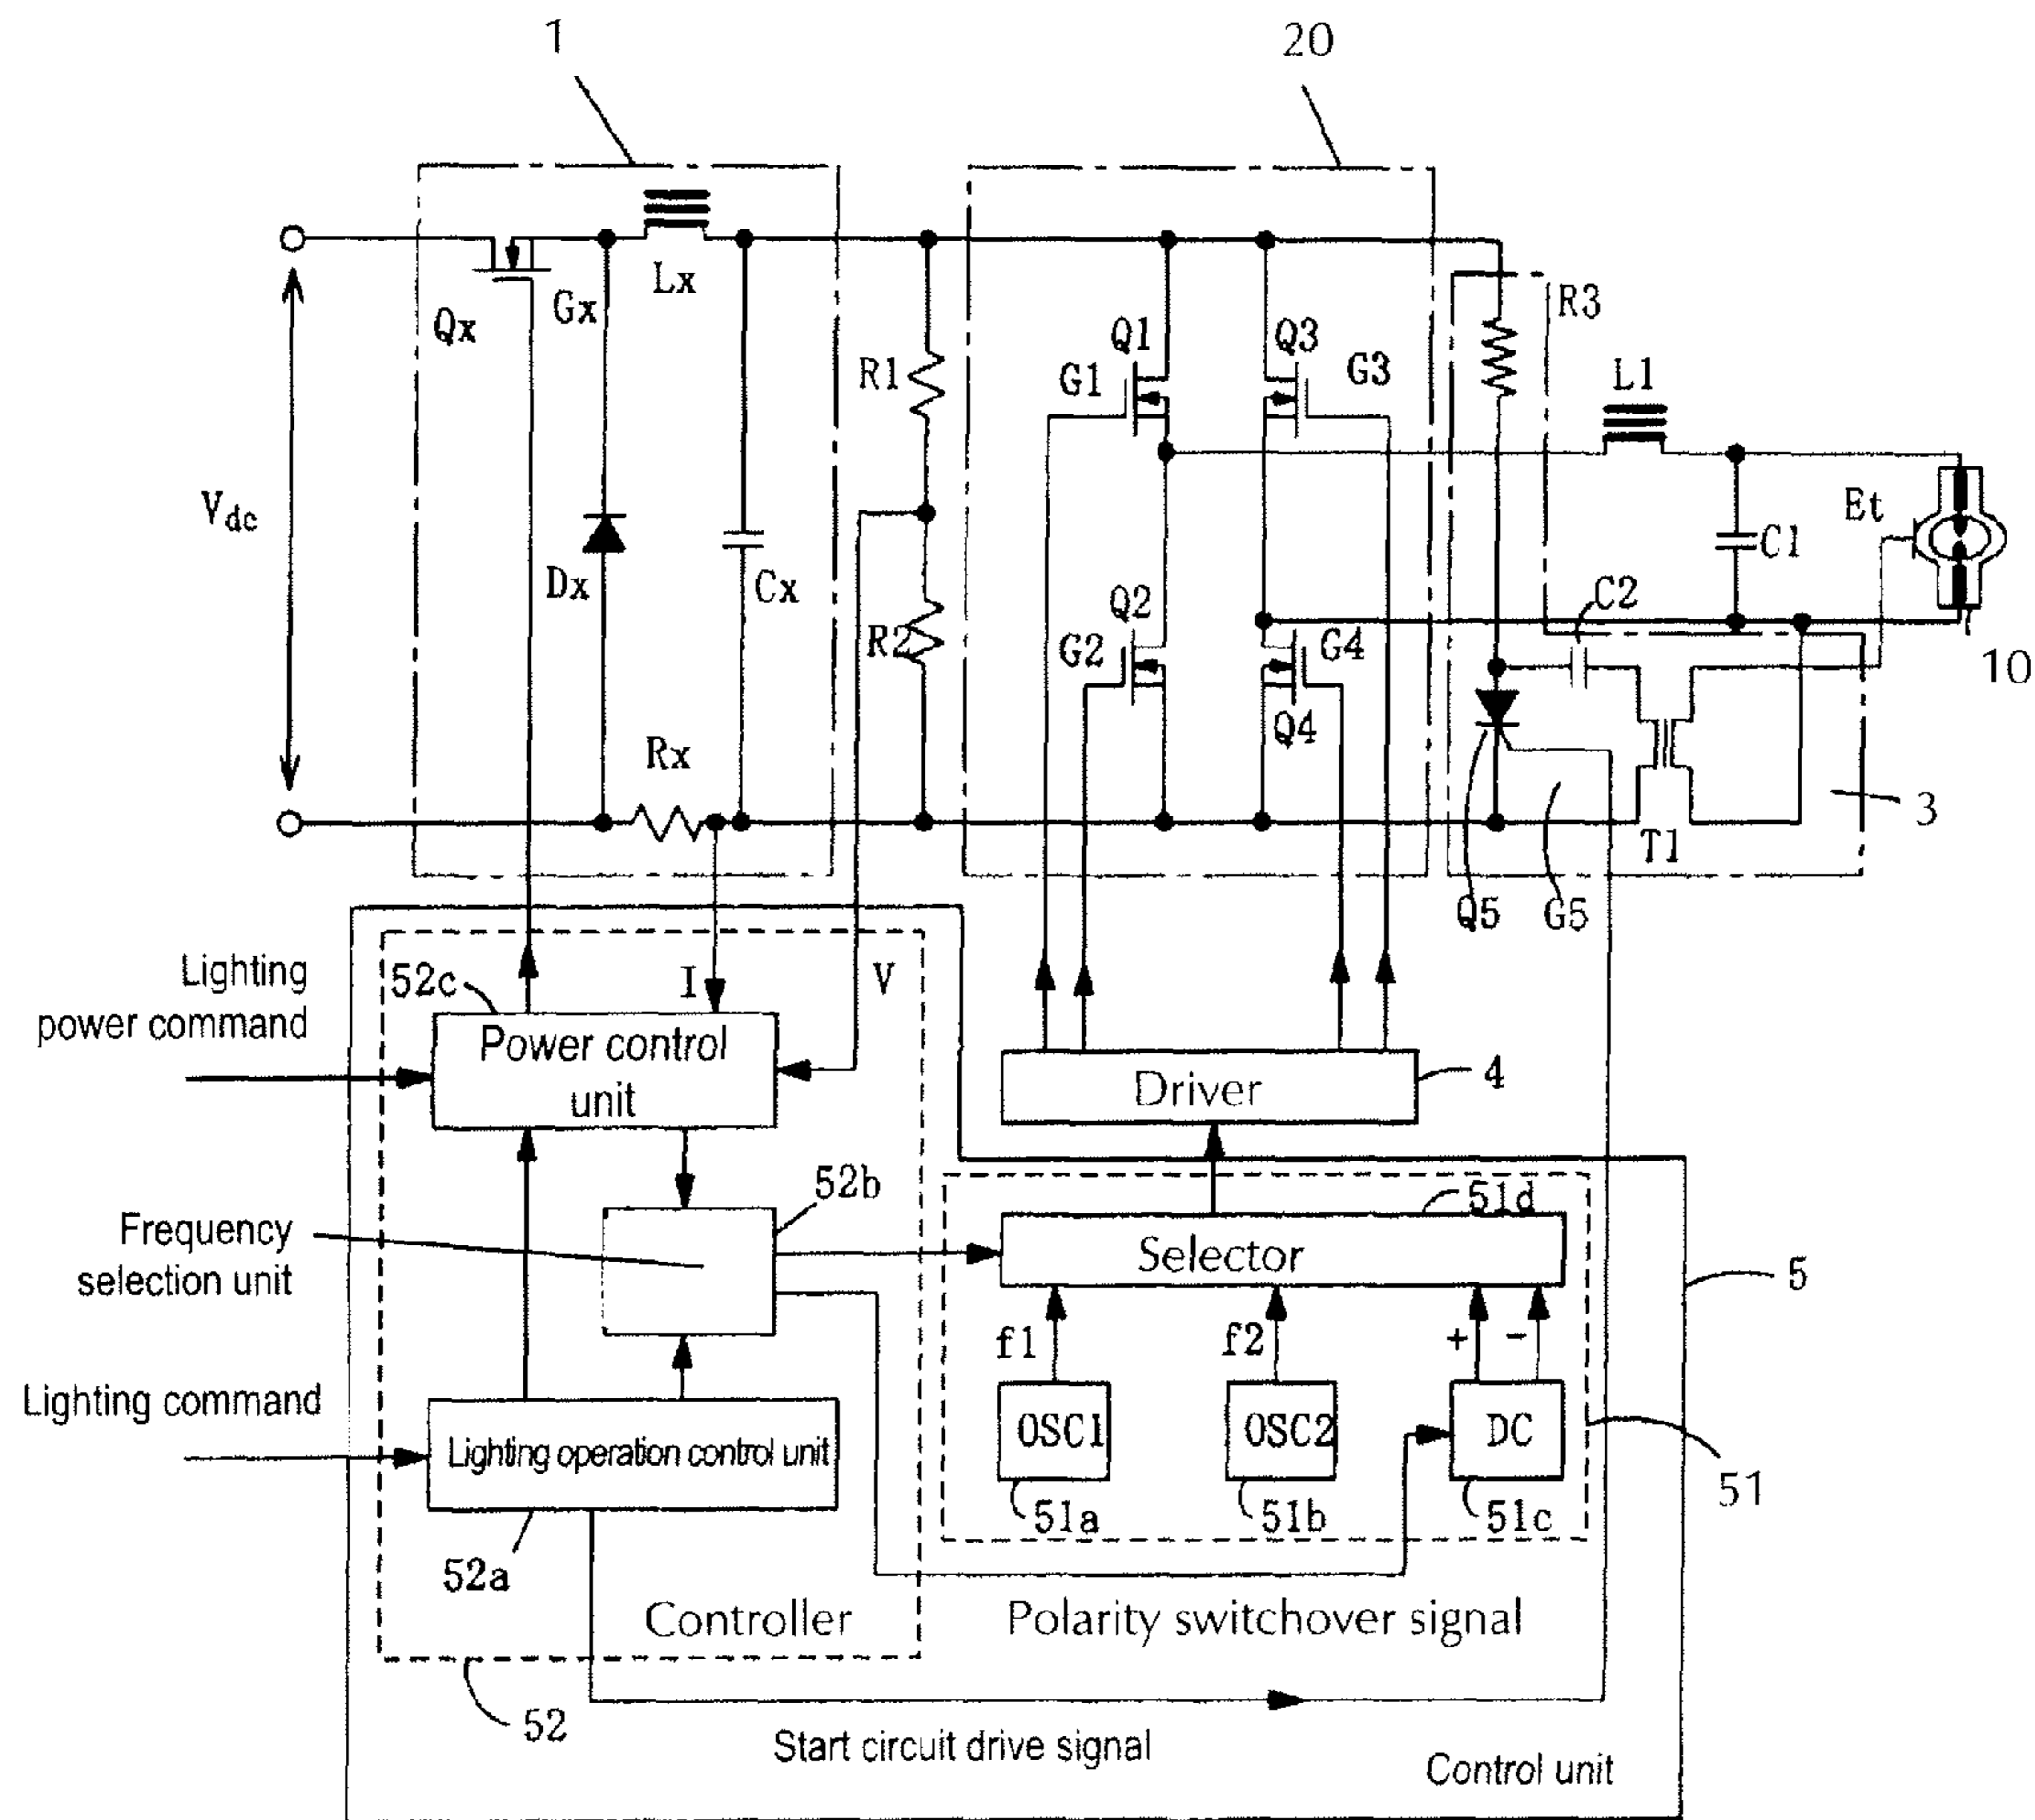 1
20
Qx
Gx
Lx
Vdc
Dx
Cx
Rx
R1
R2
Q1
G1
Q3
G3
Q2
G2
G4
Q4
R3
L1
Et
C1
C2
10
T1
3
Q5
G5
Lighting
power command
52c
I
V
Power control
unit
Driver
4
52b
Frequency
selection unit
51d
Selector
5
f1
f2
+
-
OSC1
OSC2
DC
51a
51b
51c
51
Lighting command
Lighting operation control unit
52a
Controller
Polarity switchover signal
52
Start circuit drive signal
Control unit